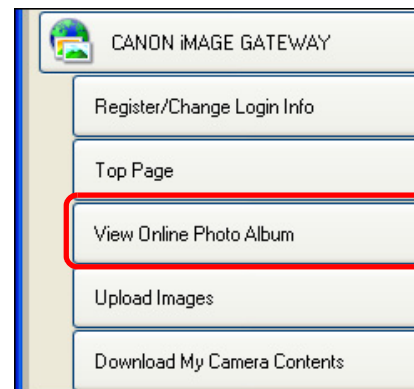 CANON iMAGE GATEWAY
Register/Change Login Info
Top Page
View Online Photo Album
Upload Images
Download My Camera Contents